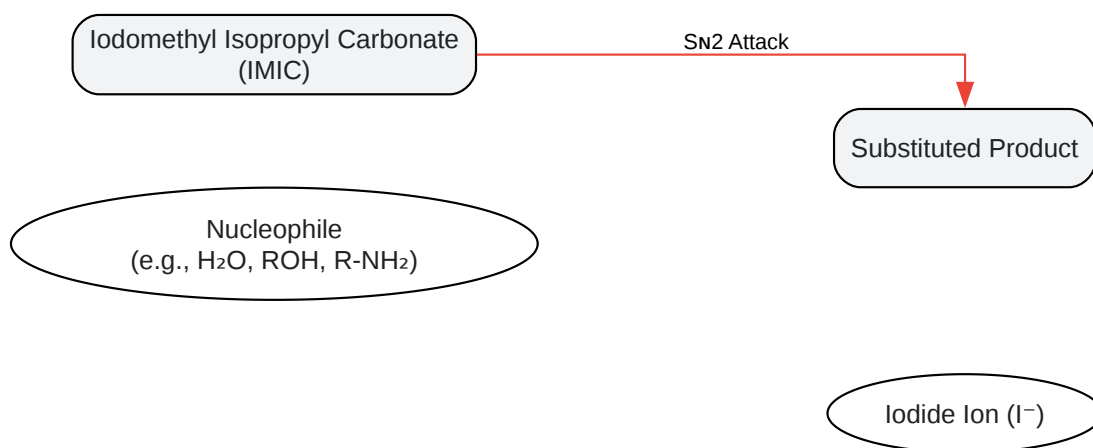 Iodomethyl Isopropyl Carbonate
(IMIC)
Sɴ2 Attack
Substituted Product
Nucleophile
(e.g., H₂O, ROH, R-NH₂)
Iodide Ion (I⁻)